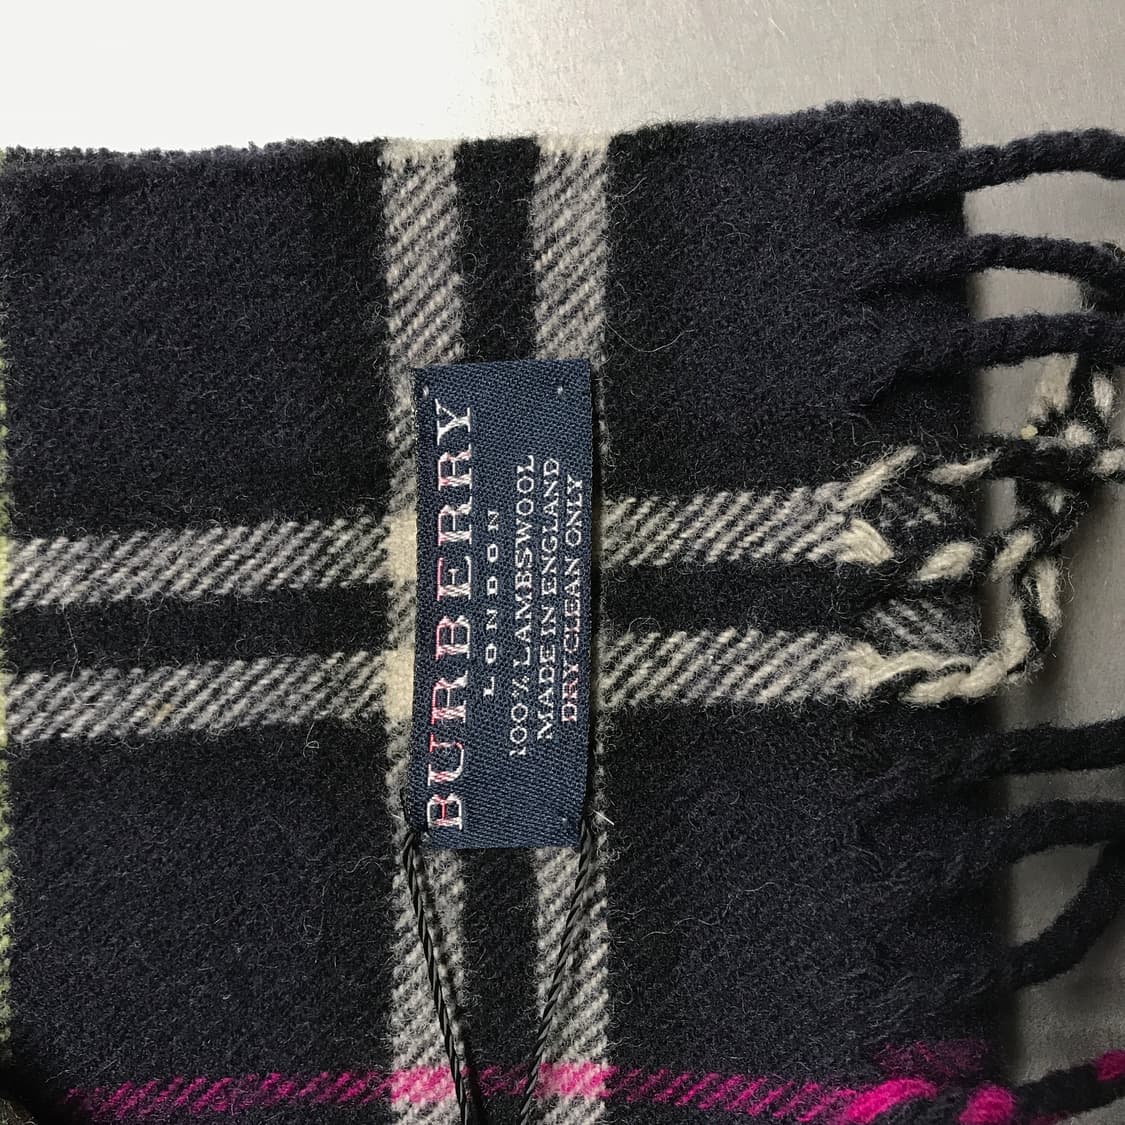 BURBERRY
LONDON
100% LAMBSWOOL
MADE IN ENGLAND
DRY CLEAN ONLY